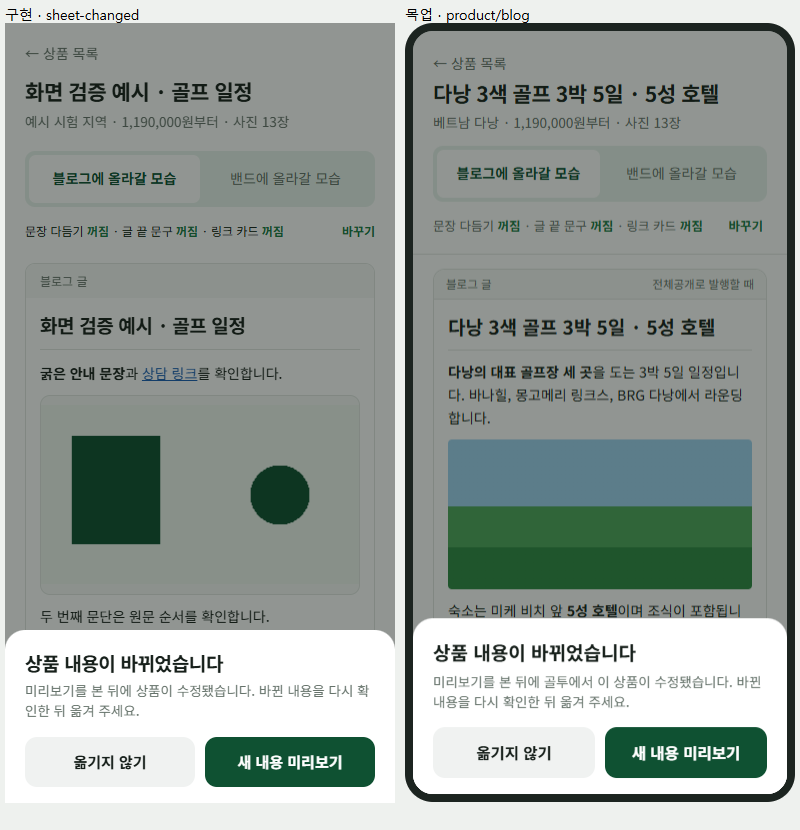 구현 · sheet-changed
← 상품 목록
화면 검증 예시 · 골프 일정
예시 시험 지역 · 1,190,000원부터 · 사진 13장
블로그에 올라갈 모습
밴드에 올라갈 모습
문장 다듬기 꺼짐 · 글 끝 문구 꺼짐 · 링크 카드 꺼짐
바꾸기
블로그 글
화면 검증 예시 · 골프 일정
굵은 안내 문장과 상담 링크를 확인합니다.
두 번째 문단은 원문 순서를 확인합니다.
상품 내용이 바뀌었습니다
미리보기를 본 뒤에 상품이 수정됐습니다. 바뀐 내용을 다시 확
인한 뒤 옮겨 주세요.
옮기지 않기
새 내용 미리보기
목업 · product/blog
← 상품 목록
다낭 3색 골프 3박 5일 · 5성 호텔
베트남 다낭 · 1,190,000원부터 · 사진 13장
블로그에 올라갈 모습
밴드에 올라갈 모습
문장 다듬기 꺼짐 · 글 끝 문구 꺼짐 · 링크 카드 꺼짐
바꾸기
블로그 글
전체공개로 발행할 때
다낭 3색 골프 3박 5일 · 5성 호텔
다낭의 대표 골프장 세 곳을 도는 3박 5일 일정입니
다. 바나힐, 몽고메리 링크스, BRG 다낭에서 라운딩
합니다.
숙소는 미케 비치 앞 5성 호텔이며 조식이 포함됩니
상품 내용이 바뀌었습니다
미리보기를 본 뒤에 골투에서 이 상품이 수정됐습니다. 바뀐
내용을 다시 확인한 뒤 옮겨 주세요.
옮기지 않기
새 내용 미리보기